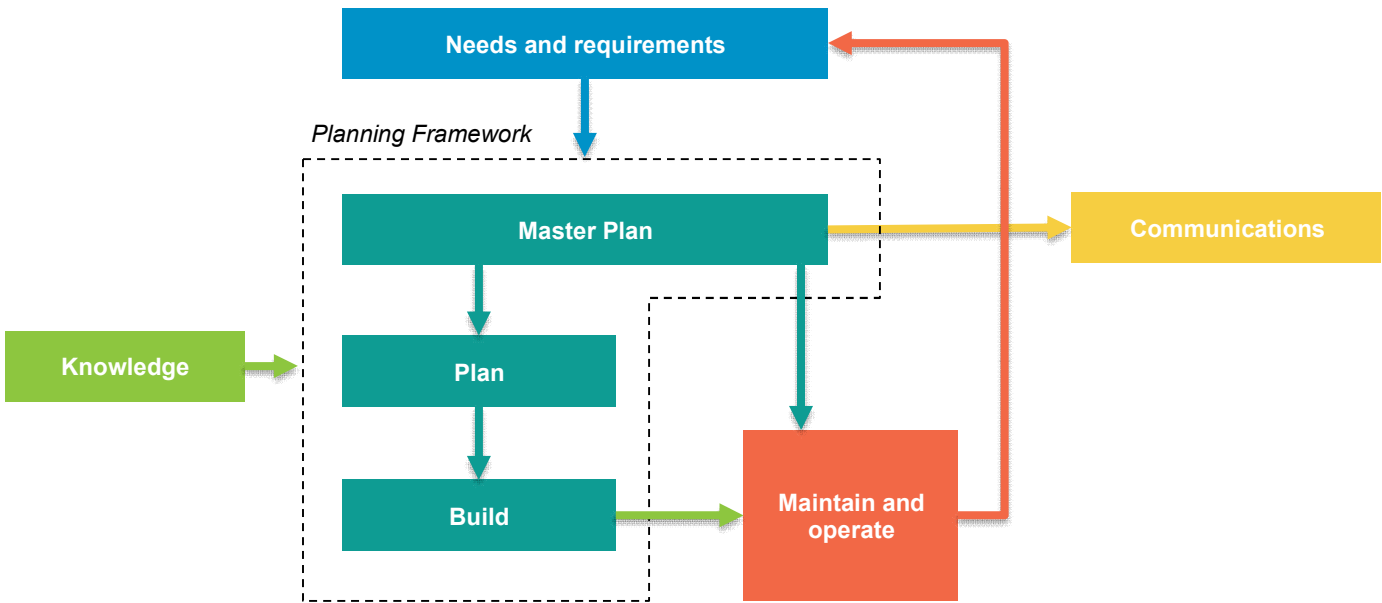 Needs and requirements
Planning Framework
Master Plan
Communications
Knowledge
Plan
Build
Maintain and
operate